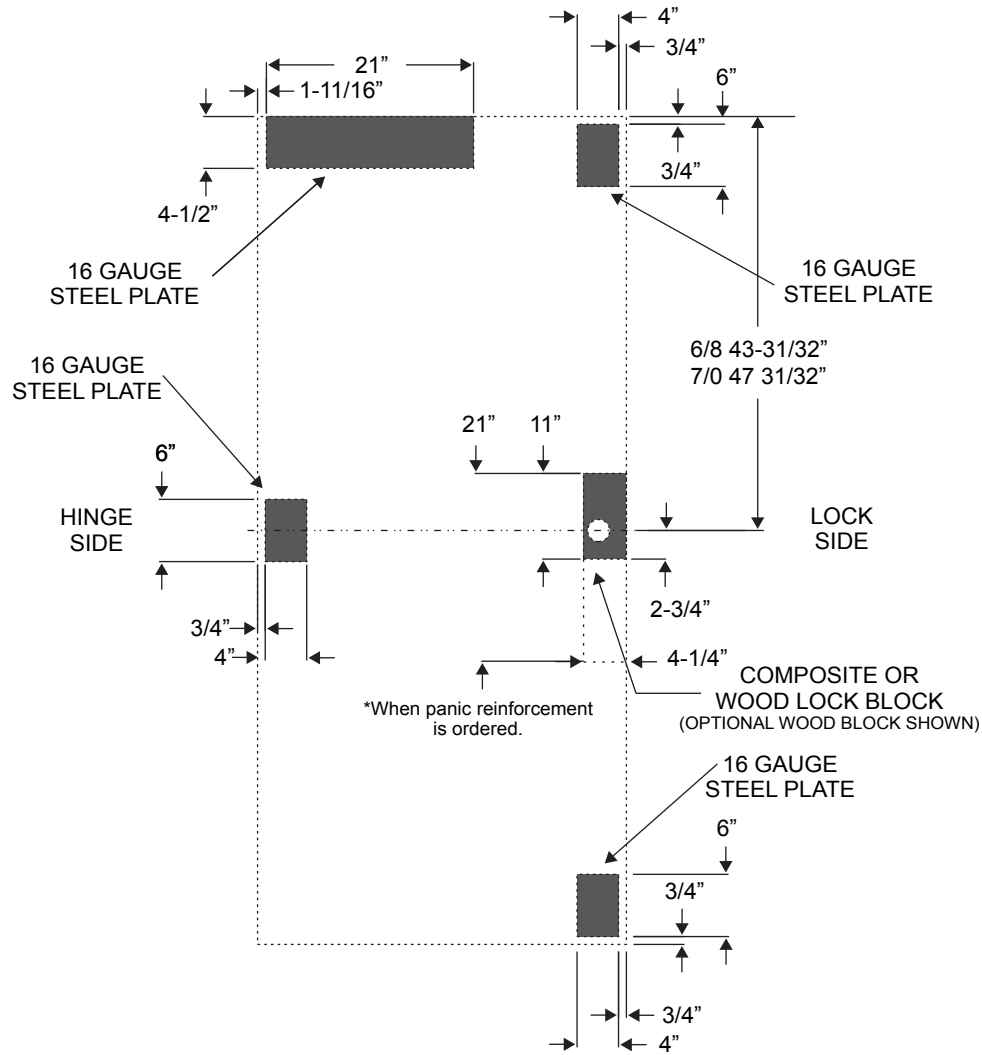 4”
3/4”
21”
1-11/16”
6”
3/4”
4-1/2”
16 GAUGE
STEEL PLATE
16 GAUGE
STEEL PLATE
6/8 43-31/32”
7/0 47 31/32”
16 GAUGE
STEEL PLATE
21”
11”
6”
HINGE
SIDE
LOCK
SIDE
2-3/4”
3/4”
4”
4-1/4”
*When panic reinforcement
is ordered.
COMPOSITE OR
WOOD LOCK BLOCK
(OPTIONAL WOOD BLOCK SHOWN)
16 GAUGE
STEEL PLATE
6”
3/4”
3/4”
4”